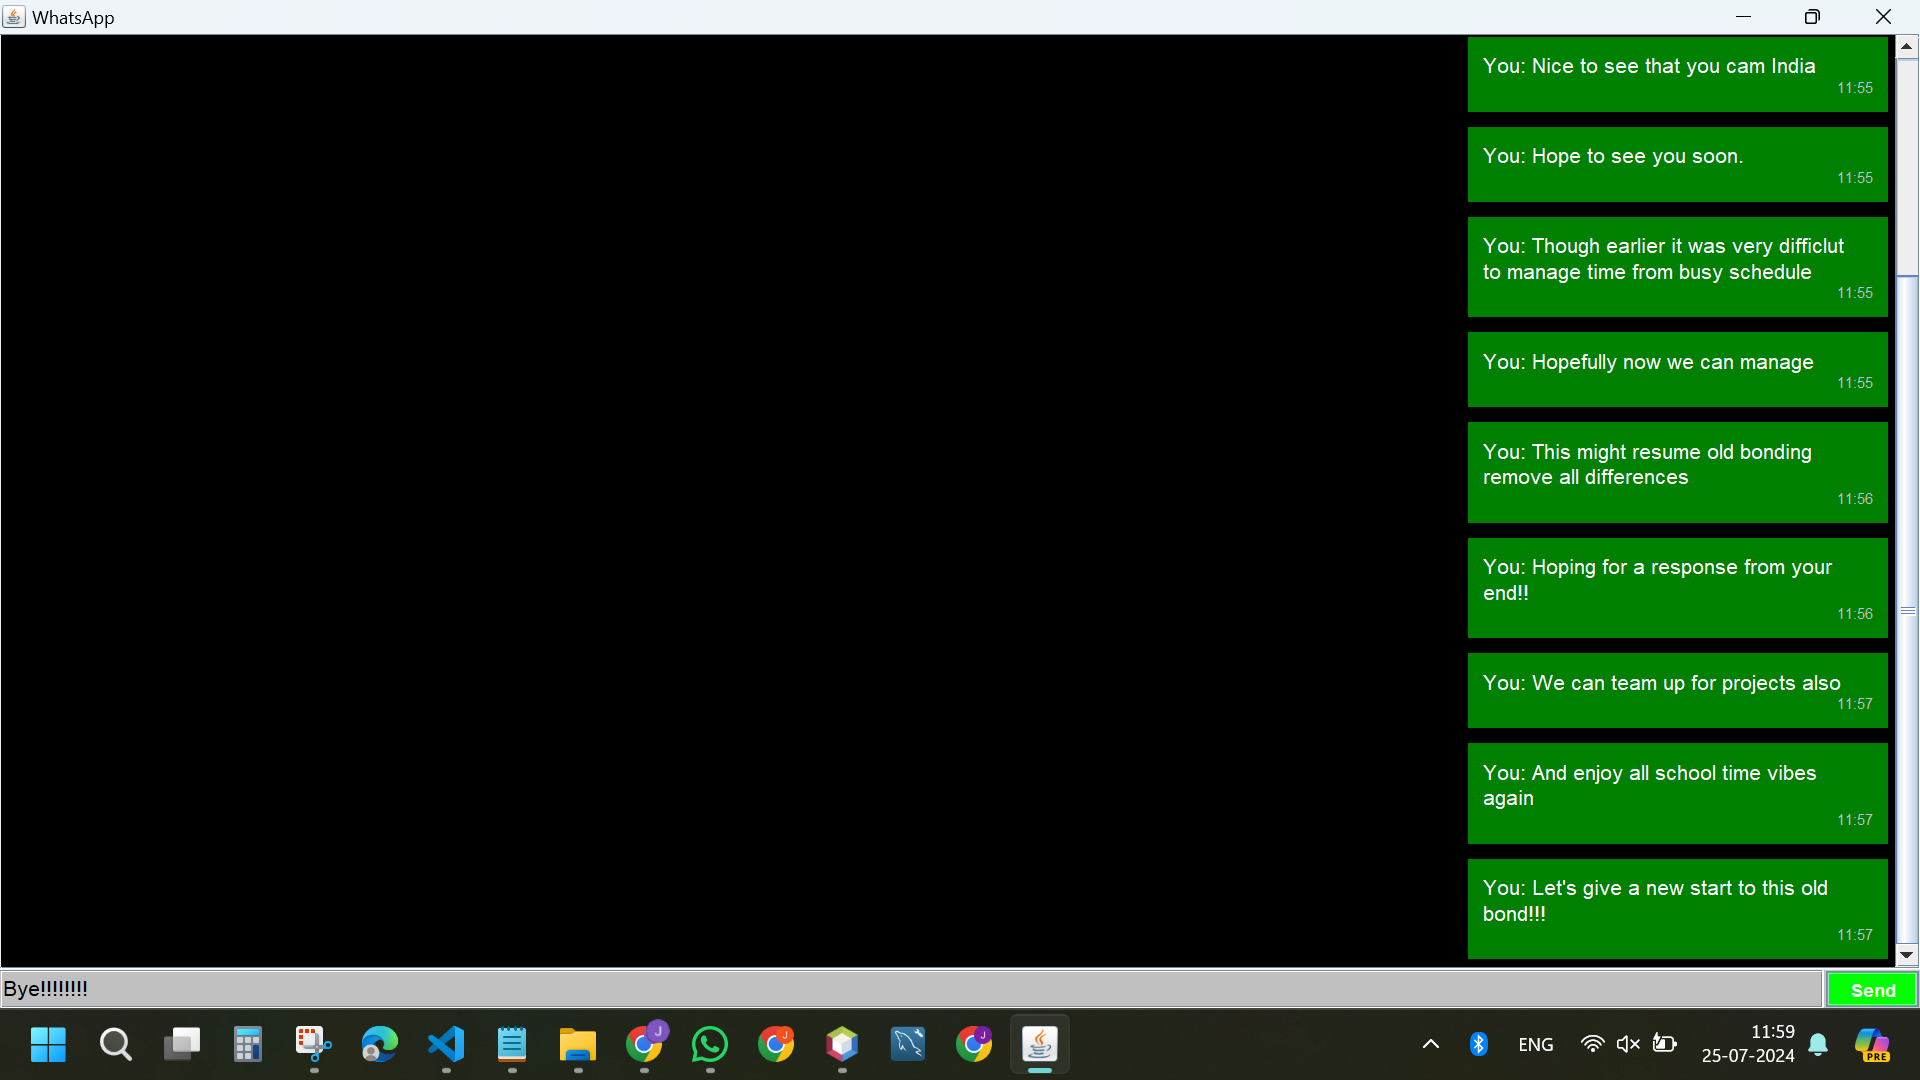 WhatsApp
You: Nice to see that you cam India
11:55
You: Hope to see you soon.
11:55
You: Though earlier it was very difficlut
to manage time from busy schedule
11:55
You: Hopefully now we can manage
11:55
You: This might resume old bonding
remove all differences
11:56
You: Hoping for a response from your
end!!
11:56
You: We can team up for projects also
11:57
You: And enjoy all school time vibes
again
11:57
You: Let's give a new start to this old
bond!!!
11:57
Bye!!!!!!!!
Send
J
J
J
ENG
11:59
25-07-2024
PRE